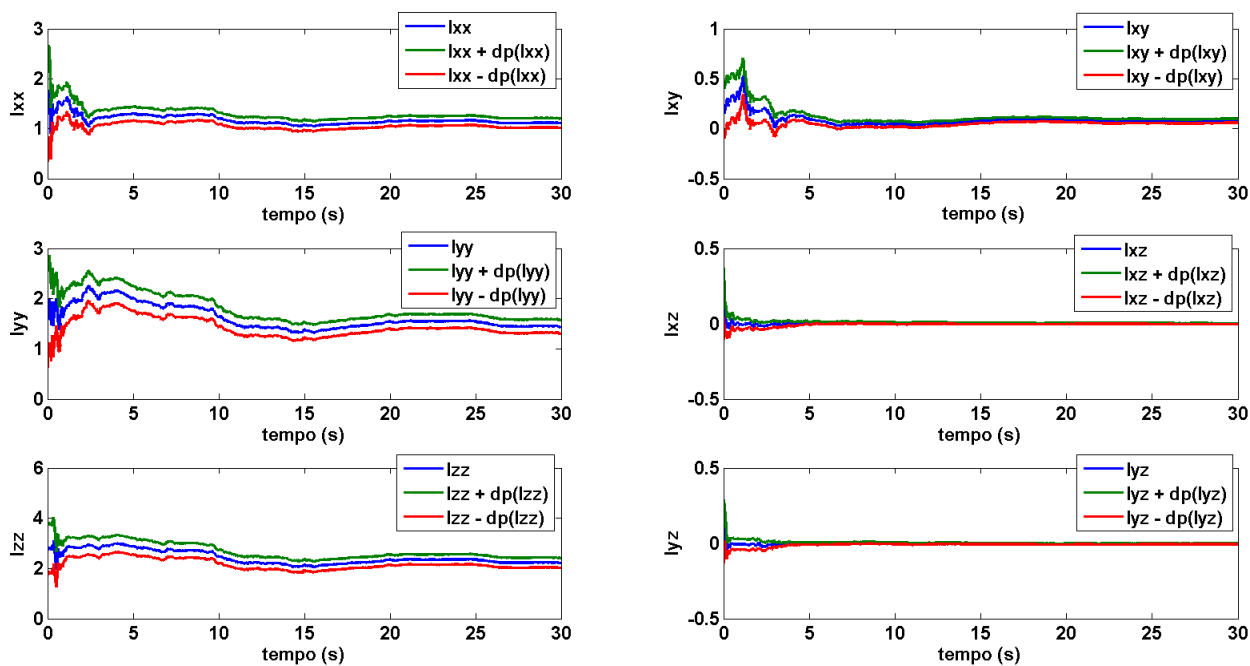 3
2
1
0
Ixx
Ixx
Ixx + dp(Ixx)
Ixx - dp(Ixx)
0 5 10 15 20 25 30
tempo (s)
1
0.5
0
-0.5
Ixy
Ixy
Ixy + dp(Ixy)
Ixy - dp(Ixy)
0 5 10 15 20 25 30
tempo (s)
3
2
1
0
Iyy
Iyy
Iyy + dp(Iyy)
Iyy - dp(Iyy)
0 5 10 15 20 25 30
tempo (s)
0.5
0
-0.5
Ixz
Ixz
Ixz + dp(Ixz)
Ixz - dp(Ixz)
0 5 10 15 20 25 30
tempo (s)
6
4
2
0
Izz
Izz
Izz + dp(Izz)
Izz - dp(Izz)
0 5 10 15 20 25 30
tempo (s)
0.5
0
-0.5
Iyz
Iyz
Iyz + dp(Iyz)
Iyz - dp(Iyz)
0 5 10 15 20 25 30
tempo (s)